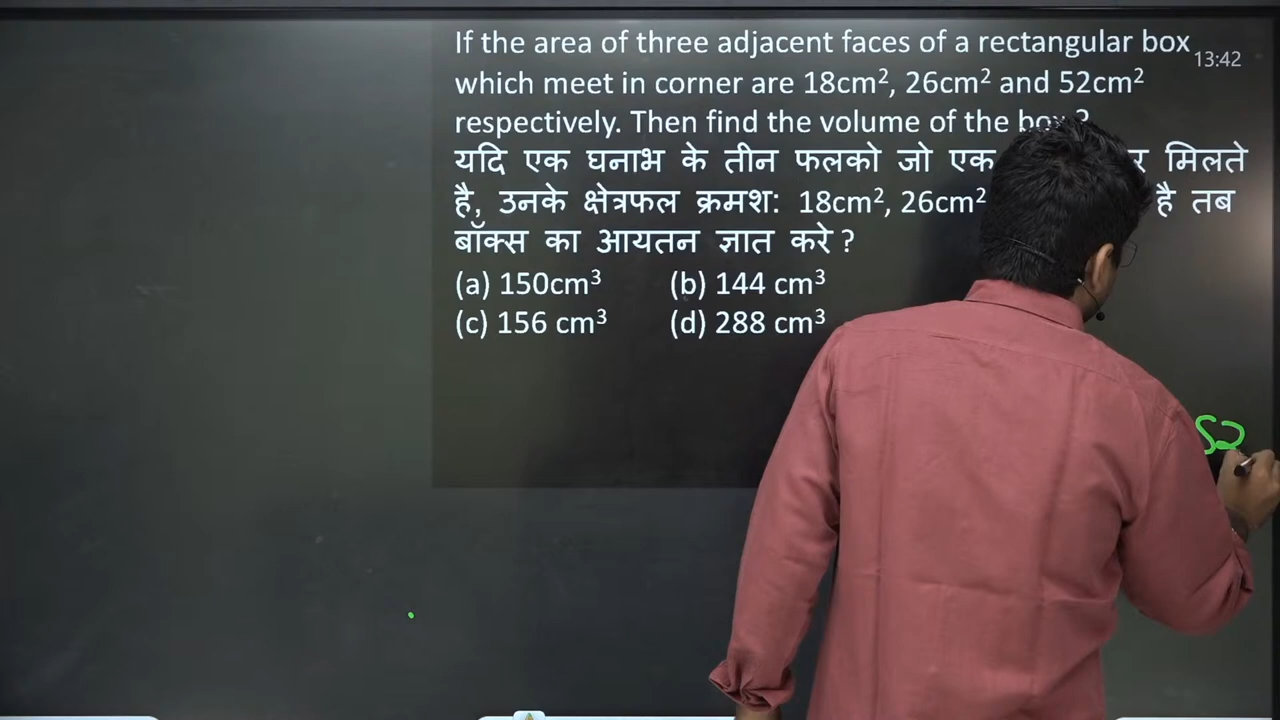 If the area of three adjacent faces of a rectangular box
13:42
which meet in corner are 18cm², 26cm² and 52cm²
respectively. Then find the volume of the box ?
यदि एक घनाभ के तीन फलको जो एक मिलते
है, उनके क्षेत्रफल क्रमश: 18cm², 26cm² है तब
बॉक्स का आयतन ज्ञात करे ?
(a) 150cm³ (b) 144 cm³
(c) 156 cm³ (d) 288 cm³
52